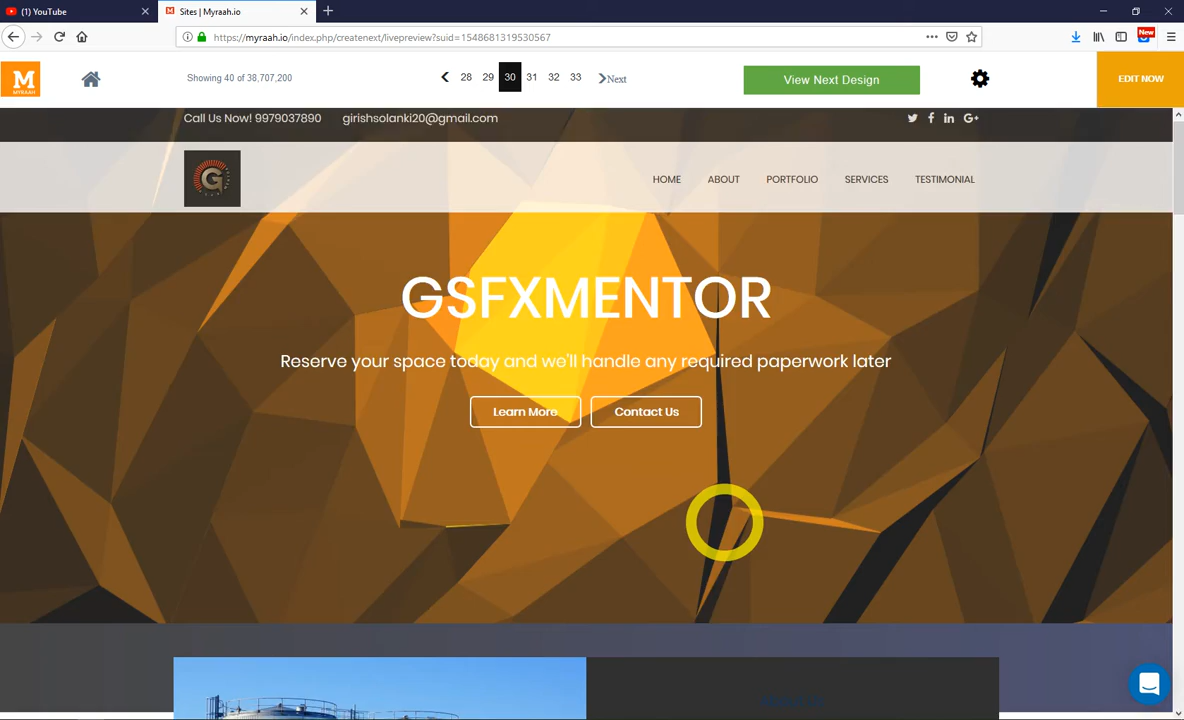 (1) YouTube
Sites | Myraah.io
https://myraah.io/index.php/createnext/livepreview?suid=1548681319530567
New
M
MYRAAH
Showing 40 of 38,707,200
28 29 30 31 32 33 Next
View Next Design
EDIT NOW
Call Us Now! 9979037890 girishsolanki20@gmail.com
G+
G
HOME ABOUT PORTFOLIO SERVICES TESTIMONIAL
GSFXMENTOR
Reserve your space today and we'll handle any required paperwork later
Learn More Contact Us